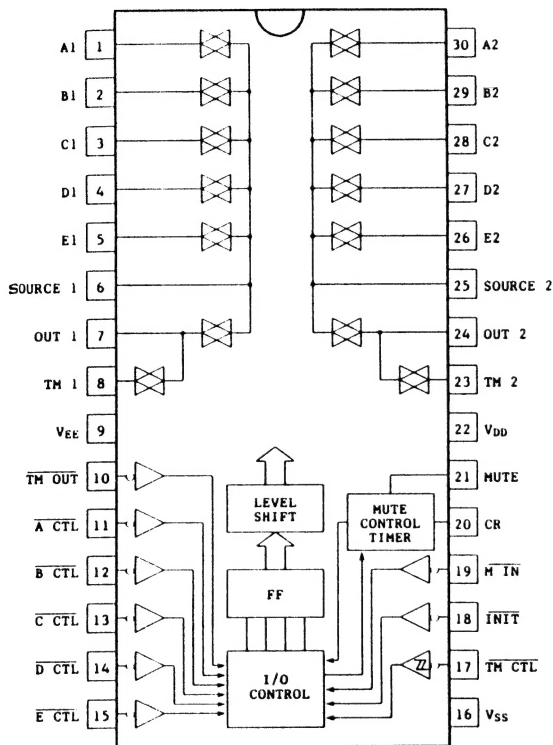 A1 1
B1 2
C1 3
D1 4
E1 5
SOURCE 1 6
OUT 1 7
TM 1 8
VEE 9
TM OUT 10
A CTL 11
B CTL 12
C CTL 13
D CTL 14
E CTL 15
30 A2
29 B2
28 C2
27 D2
26 E2
25 SOURCE 2
24 OUT 2
23 TM 2
22 VDD
21 MUTE
20 CR
19 M IN
18 INIT
17 TM CTL
16 VSS
LEVEL
SHIFT
FF
I/O
CONTROL
MUTE
CONTROL
TIMER